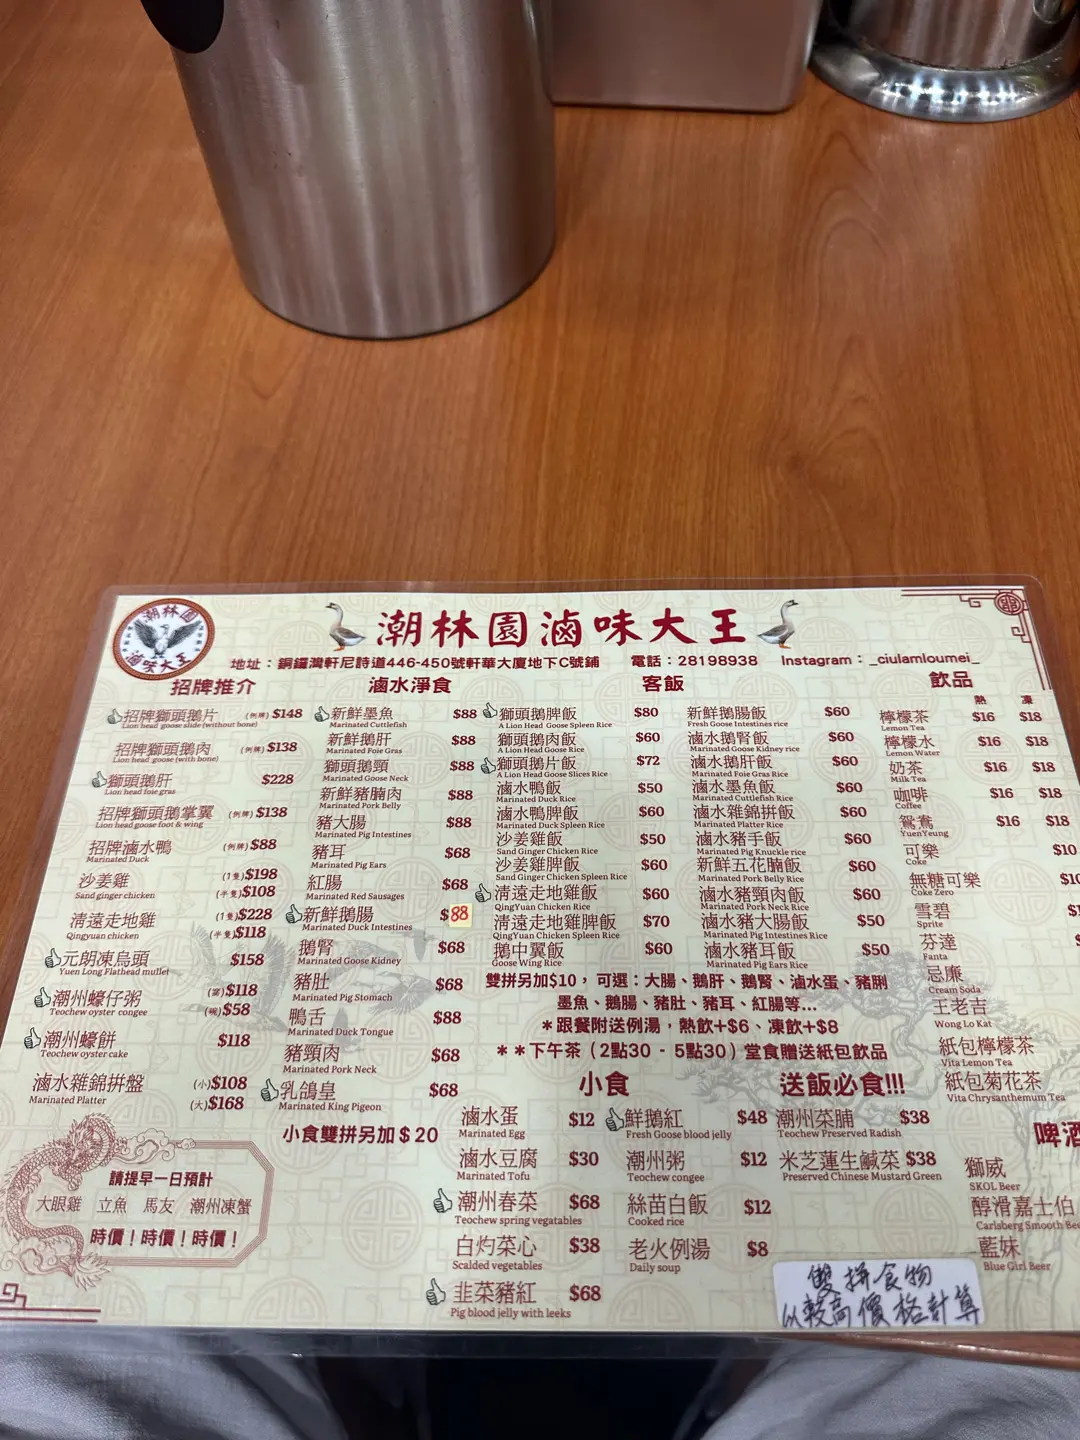 潮林園
滷味大王
潮林園滷味大王
地址：銅鑼灣軒尼詩道446-450號軒華大廈地下C號鋪 電話：28198938 Instagram：_ciulamloumei_
招牌推介
招牌獅頭鵝片 (例牌) $148
Lion head goose slide (without bone)
招牌獅頭鵝肉 (例牌) $138
Lion head goose (with bone)
獅頭鵝肝 $228
Lion head foie gras
招牌獅頭鵝掌翼 (例牌) $138
Lion head goose foot & wing
招牌滷水鴨 (例牌) $88
Marinated Duck
沙姜雞 (1隻) $198
Sand ginger chicken (半隻) $108
清遠走地雞 (1隻) $228
Qingyuan chicken (半隻) $118
元朗凍烏頭 $158
Yuen Long Flathead mullet
潮州蠔仔粥 (窩) $118
Teochew oyster congee (碗) $58
潮州蠔餅 $118
Teochew oyster cake
滷水雜錦拼盤 (小) $108
Marinated Platter (大) $168
請提早一日預計
大眼雞 立魚 馬友 潮州凍蟹
時價！時價！時價！
滷水淨食
新鮮墨魚 $88
Marinated Cuttlefish
新鮮鵝肝 $88
Marinated Foie Gras
獅頭鵝頸 $88
Marinated Goose Neck
新鮮豬腩肉 $88
Marinated Pork Belly
豬大腸 $88
Marinated Pig Intestines
豬耳 $68
Marinated Pig Ears
紅腸 $68
Marinated Red Sausages
新鮮鵝腸 $88
Marinated Duck Intestines
鵝腎 $68
Marinated Goose Kidney
豬肚 $68
Marinated Pig Stomach
鴨舌 $88
Marinated Duck Tongue
豬頸肉 $68
Marinated Pork Neck
乳鴿皇 $68
Marinated King Pigeon
小食雙拼另加$20
客飯
獅頭鵝脾飯 $80
A Lion Head Goose Spleen Rice
獅頭鵝肉飯 $60
A Lion Head Goose Rice
獅頭鵝片飯 $72
A Lion Head Goose Slices Rice
滷水鴨飯 $50
Marinated Duck Rice
滷水鴨脾飯 $60
Marinated Duck Spleen Rice
沙姜雞飯 $50
Sand Ginger Chicken Rice
沙姜雞脾飯 $60
Sand Ginger Chicken Spleen Rice
清遠走地雞飯 $60
QingYuan Chicken Rice
清遠走地雞脾飯 $70
QingYuan Chicken Spleen Rice
鵝中翼飯 $60
Goose Wing Rice
新鮮鵝腸飯 $60
Fresh Goose Intestines rice
滷水鵝腎飯 $60
Marinated Goose Kidney rice
滷水鵝肝飯 $60
Marinated Foie Gras Rice
滷水墨魚飯 $60
Marinated Cuttlefish Rice
滷水雜錦拼飯 $60
Marinated Platter Rice
滷水豬手飯 $60
Marinated Pig Knuckle rice
新鮮五花腩飯 $60
Marinated Pork Belly Rice
滷水豬頸肉飯 $60
Marinated Pork Neck Rice
滷水豬大腸飯 $50
Marinated Pig Intestines Rice
滷水豬耳飯 $50
Marinated Pig Ears Rice
雙拼另加$10，可選：大腸、鵝肝、鵝腎、滷水蛋、豬脷
墨魚、鵝腸、豬肚、豬耳、紅腸等...
＊跟餐附送例湯，熱飲+$6、凍飲+$8
＊＊下午茶（2點30 - 5點30）堂食贈送紙包飲品
小食
滷水蛋 $12
Marinated Egg
滷水豆腐 $30
Marinated Tofu
潮州春菜 $68
Teochew spring vegatables
白灼菜心 $38
Scalded vegetables
韭菜豬紅 $68
Pig blood jelly with leeks
鮮鵝紅 $48
Fresh Goose blood jelly
潮州粥 $12
Teochew congee
絲苗白飯 $12
Cooked rice
老火例湯 $8
Daily soup
送飯必食!!!
潮州菜脯 $38
Teochew Preserved Radish
米芝蓮生鹹菜 $38
Preserved Chinese Mustard Green
飲品
熱 凍
檸檬茶 $16 $18
Lemon Tea
檸檬水 $16 $18
Lemon Water
奶茶 $16 $18
Milk Tea
咖啡 $16 $18
Coffee
鴛鴦 $16 $18
YuenYeung
可樂 $10
Coke
無糖可樂
Coke Zero
雪碧
Sprite
芬達
Fanta
忌廉
Cream Soda
王老吉
Wong Lo Kat
紙包檸檬茶
Vita Lemon Tea
紙包菊花茶
Vita Chrysanthemum Tea
啤酒
獅威
SKOL Beer
醇滑嘉士伯
Carlsberg Smooth
藍妹
Blue Girl Beer
雙拼食物
以較高價格計算